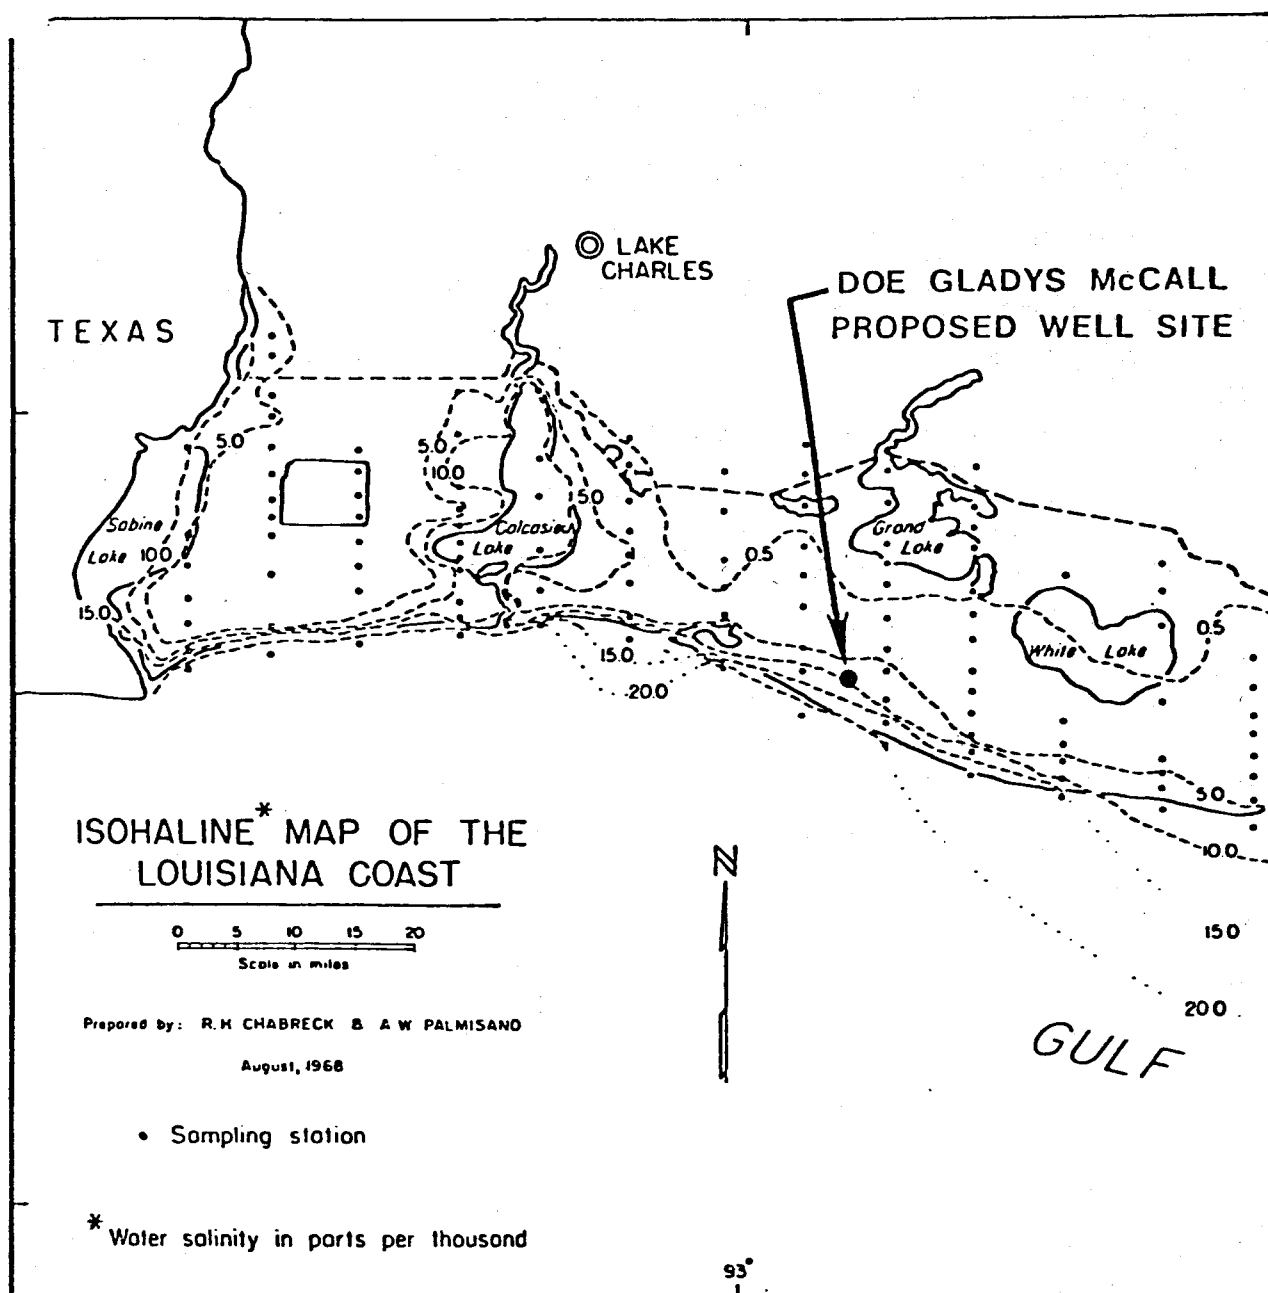 LAKE
CHARLES
DOE GLADYS McCALL
PROPOSED WELL SITE
TEXAS
5.0
5.0
10.0
5.0
Sabine
Lake
10.0
Calcasieu
Lake
Grand
Lake
0.5
15.0
0.5
White Lake
15.0
20.0
5.0
10.0
15.0
20.0
GULF
ISOHALINE* MAP OF THE
LOUISIANA COAST
0 5 10 15 20
Scale in miles
Prepared by: R.H CHABRECK & A W PALMISANO
August, 1968
• Sampling station
* Water salinity in parts per thousand
N
93°